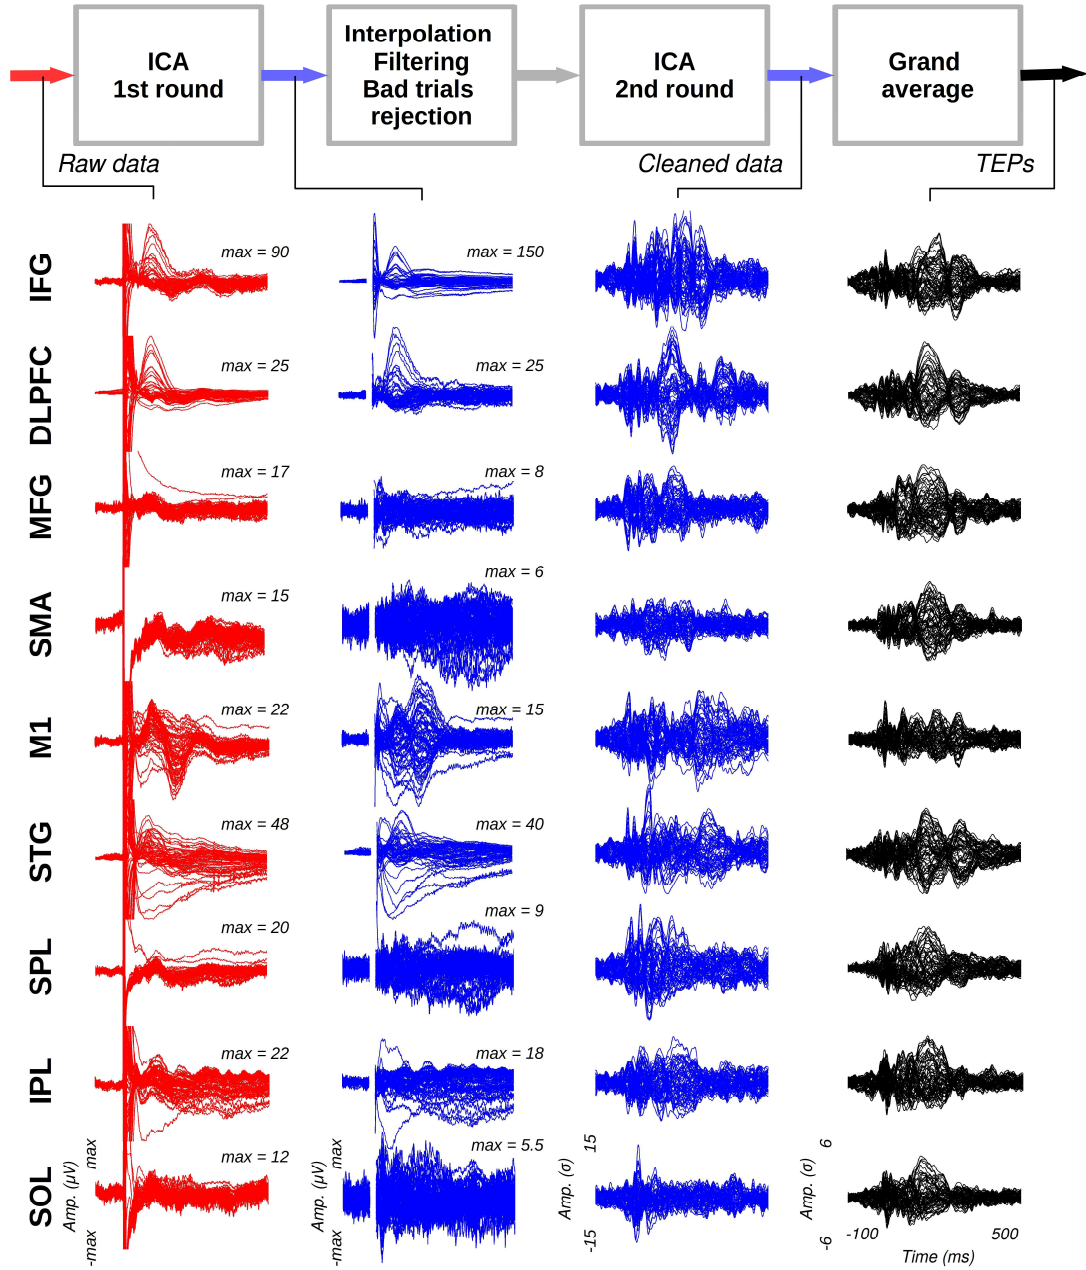 ICA
1st round
Interpolation
Filtering
Bad trials
rejection
ICA
2nd round
Grand
average
Raw data
Cleaned data
TEPs
IFG
max = 90
max = 150
DLPFC
max = 25
max = 25
MFG
max = 17
max = 8
SMA
max = 15
max = 6
M1
max = 22
max = 15
STG
max = 48
max = 40
SPL
max = 20
max = 9
IPL
max = 22
max = 18
SOL
max = 12
max = 5.5
Amp. (μV)
-max
max
Amp. (μV)
-max
max
Amp. (σ)
-15
15
Amp. (σ)
-6
6
-100
500
Time (ms)